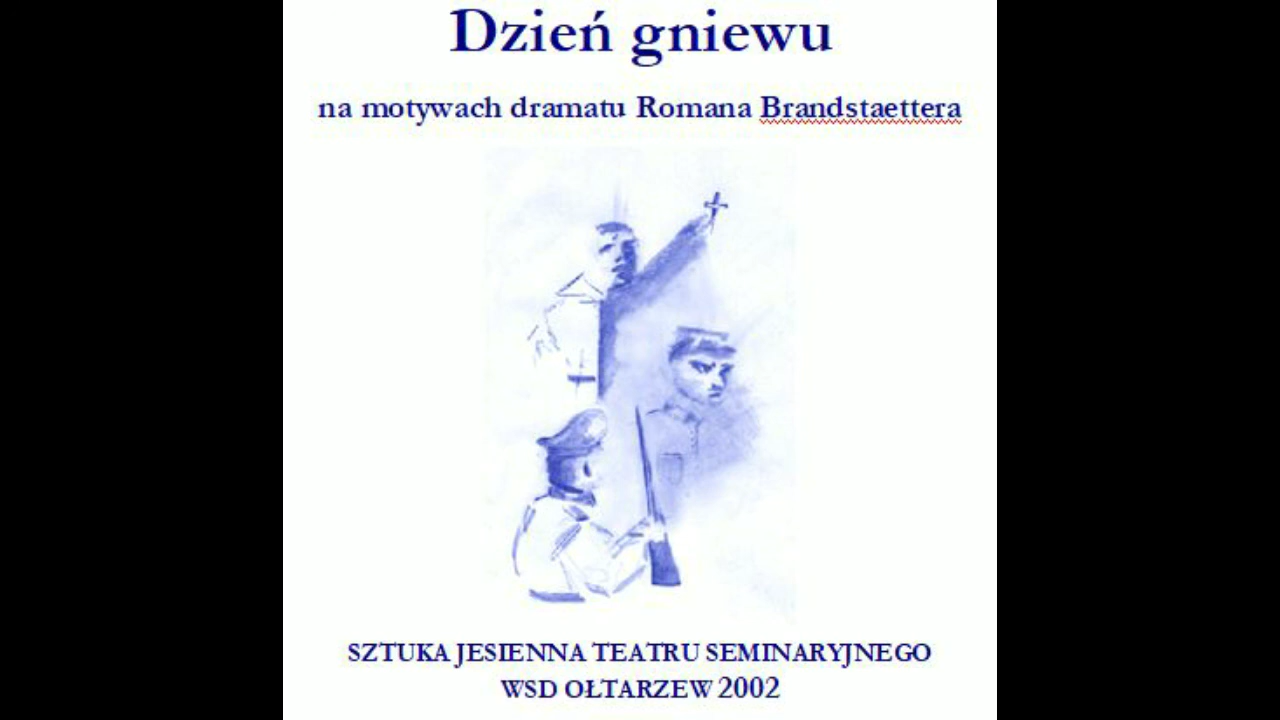 Dzień gniewu
na motywach dramatu Romana Brandstaettera
SZTUKA JESIENNA TEATRU SEMINARYJNEGO
WSD OŁTARZEW 2002